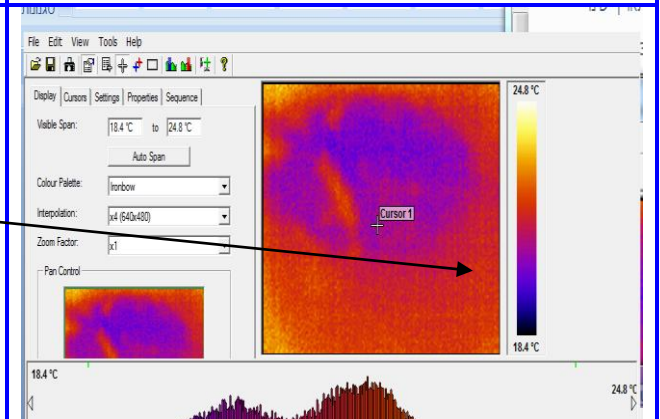 File Edit View Tools Help
Display Cursors Settings Properties Sequence
Visible Span: 18.4 °C to 24.8 °C
Auto Span
Colour Palette: Ironbow
Interpolation: x4 (640x480)
Zoom Factor: x1
Pan Control
Cursor 1
24.8 °C
18.4 °C
18.4 °C
24.8 °C